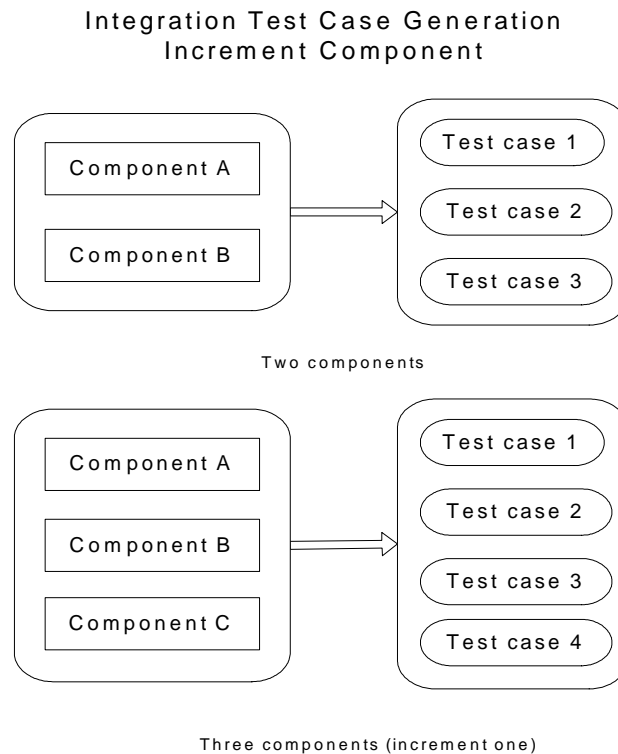 Integration Test Case Generation
Increment Component
Component A
Component B
Test case 1
Test case 2
Test case 3
Two components
Component A
Component B
Component C
Test case 1
Test case 2
Test case 3
Test case 4
Three components (increment one)